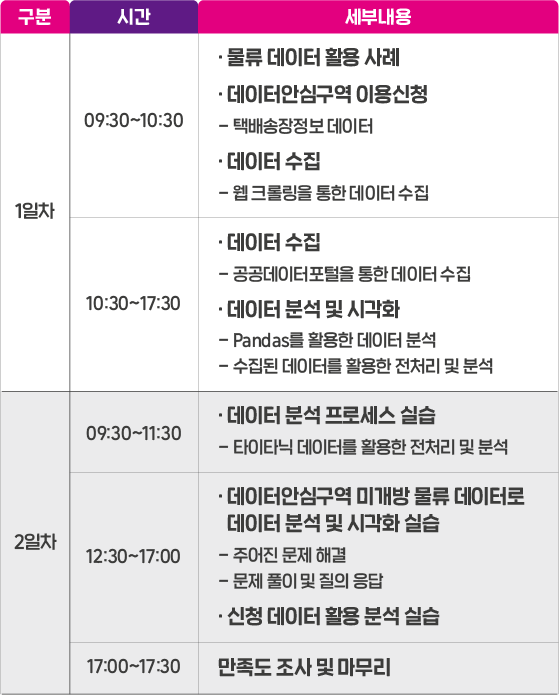 구분 시간 세부내용
1일차
09:30~10:30
· 물류 데이터 활용 사례
· 데이터안심구역 이용신청
– 택배송장정보 데이터
· 데이터 수집
– 웹 크롤링을 통한 데이터 수집
10:30~17:30
· 데이터 수집
– 공공데이터포털을 통한 데이터 수집
· 데이터 분석 및 시각화
– Pandas를 활용한 데이터 분석
– 수집된 데이터를 활용한 전처리 및 분석
2일차
09:30~11:30
· 데이터 분석 프로세스 실습
– 타이타닉 데이터를 활용한 전처리 및 분석
12:30~17:00
· 데이터안심구역 미개방 물류 데이터로
데이터 분석 및 시각화 실습
– 주어진 문제 해결
– 문제 풀이 및 질의 응답
· 신청 데이터 활용 분석 실습
17:00~17:30
만족도 조사 및 마무리